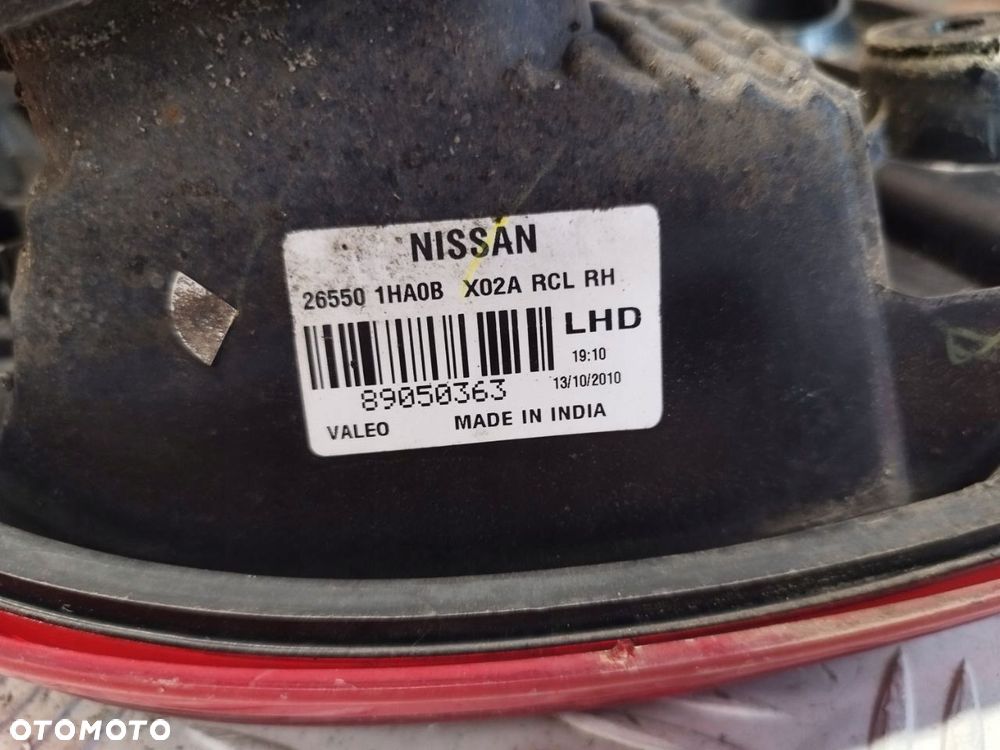 NISSAN
26550 1HA0B X02A RCL RH
LHD
19:10
89050363 13/10/2010
VALEO MADE IN INDIA
OTOMOTO